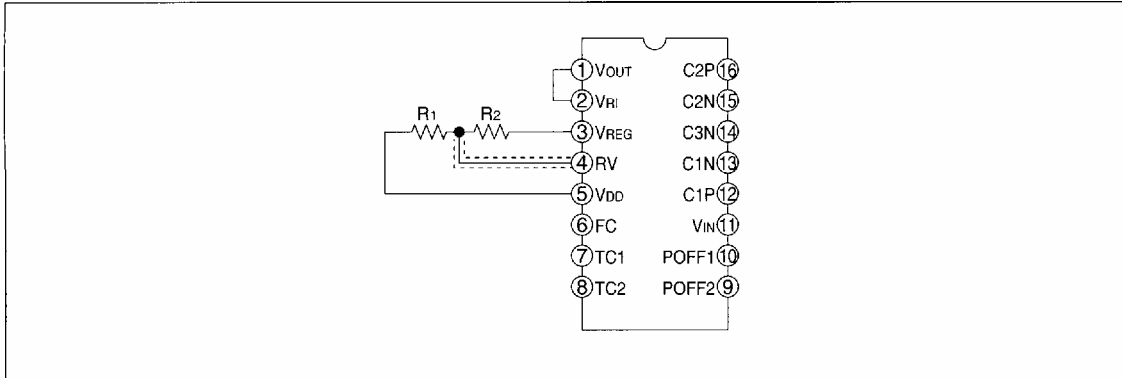 1 VOUT C2P 16
2 VRI C2N 15
R1 R2 3 VREG C3N 14
4 RV C1N 13
5 VDD C1P 12
6 FC VIN 11
7 TC1 POFF1 10
8 TC2 POFF2 9